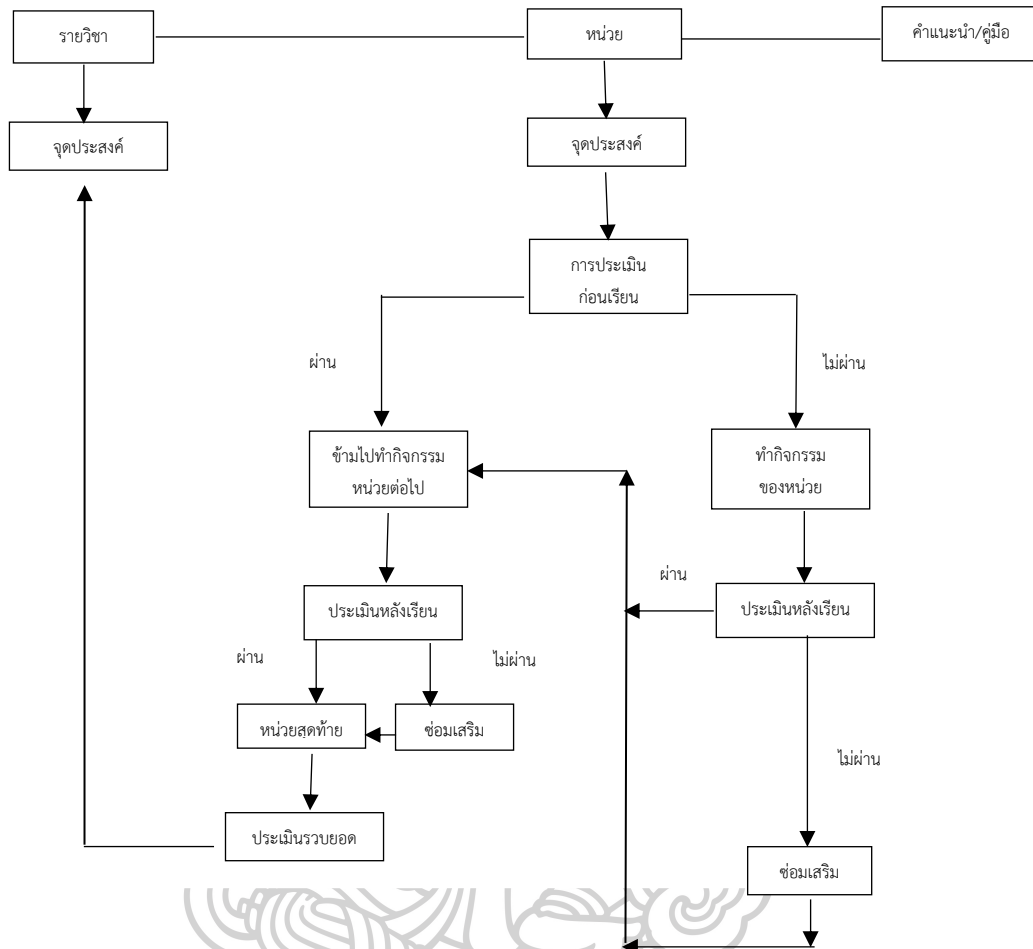 รายวิชา
หน่วย
คำแนะนำ/คู่มือ
จุดประสงค์
จุดประสงค์
การประเมิน
ก่อนเรียน
ผ่าน
ไม่ผ่าน
ข้ามไปทำกิจกรรม
หน่วยต่อไป
ทำกิจกรรม
ของหน่วย
ผ่าน
ประเมินหลังเรียน
ประเมินหลังเรียน
ผ่าน
ไม่ผ่าน
หน่วยสุดท้าย
ซ่อมเสริม
ไม่ผ่าน
ประเมินรวบยอด
ซ่อมเสริม